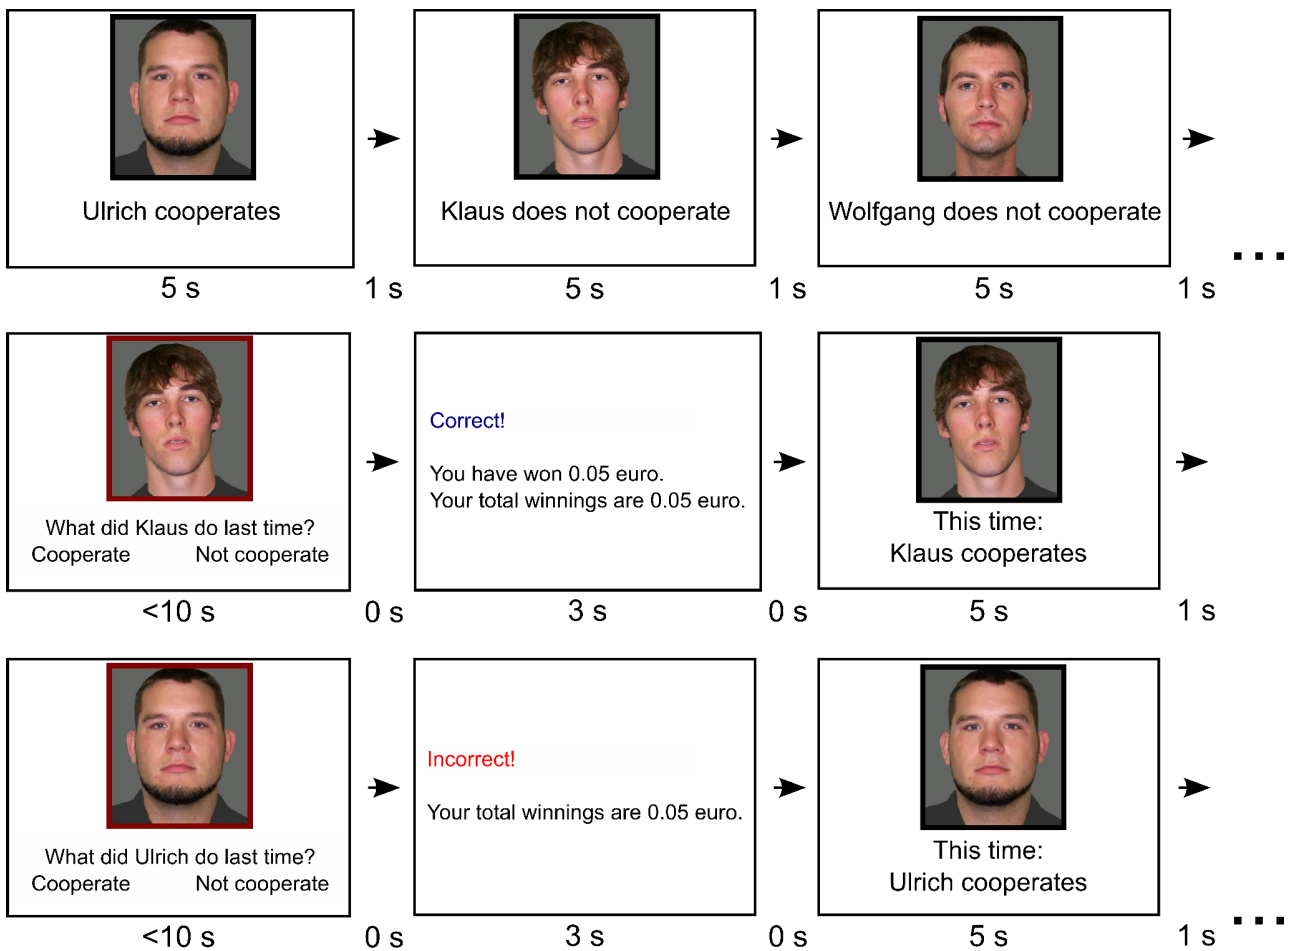 Ulrich cooperates
Klaus does not cooperate
Wolfgang does not cooperate
...
5 s
1 s
5 s
1 s
5 s
1 s
What did Klaus do last time?
Cooperate Not cooperate
Correct!
You have won 0.05 euro.
Your total winnings are 0.05 euro.
This time:
Klaus cooperates
<10 s
0 s
3 s
0 s
5 s
1 s
What did Ulrich do last time?
Cooperate Not cooperate
Incorrect!
Your total winnings are 0.05 euro.
This time:
Ulrich cooperates
...
<10 s
0 s
3 s
0 s
5 s
1 s